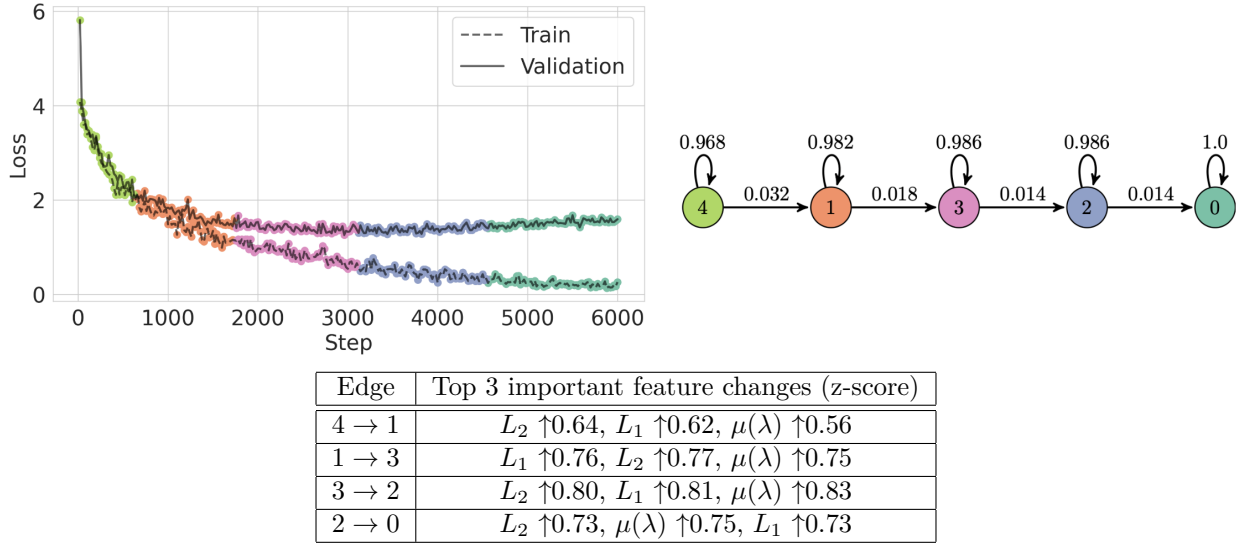 6
4
2
0
Loss
Train
Validation
0 1000 2000 3000 4000 5000 6000
Step
0.968 0.982 0.986 0.986 1.0
4 0.032 1 0.018 3 0.014 2 0.014 0
Edge Top 3 important feature changes (z-score)
4 → 1 L₂ ↑0.64, L₁ ↑0.62, μ(λ) ↑0.56
1 → 3 L₁ ↑0.76, L₂ ↑0.77, μ(λ) ↑0.75
3 → 2 L₂ ↑0.80, L₁ ↑0.81, μ(λ) ↑0.83
2 → 0 L₂ ↑0.73, μ(λ) ↑0.75, L₁ ↑0.73